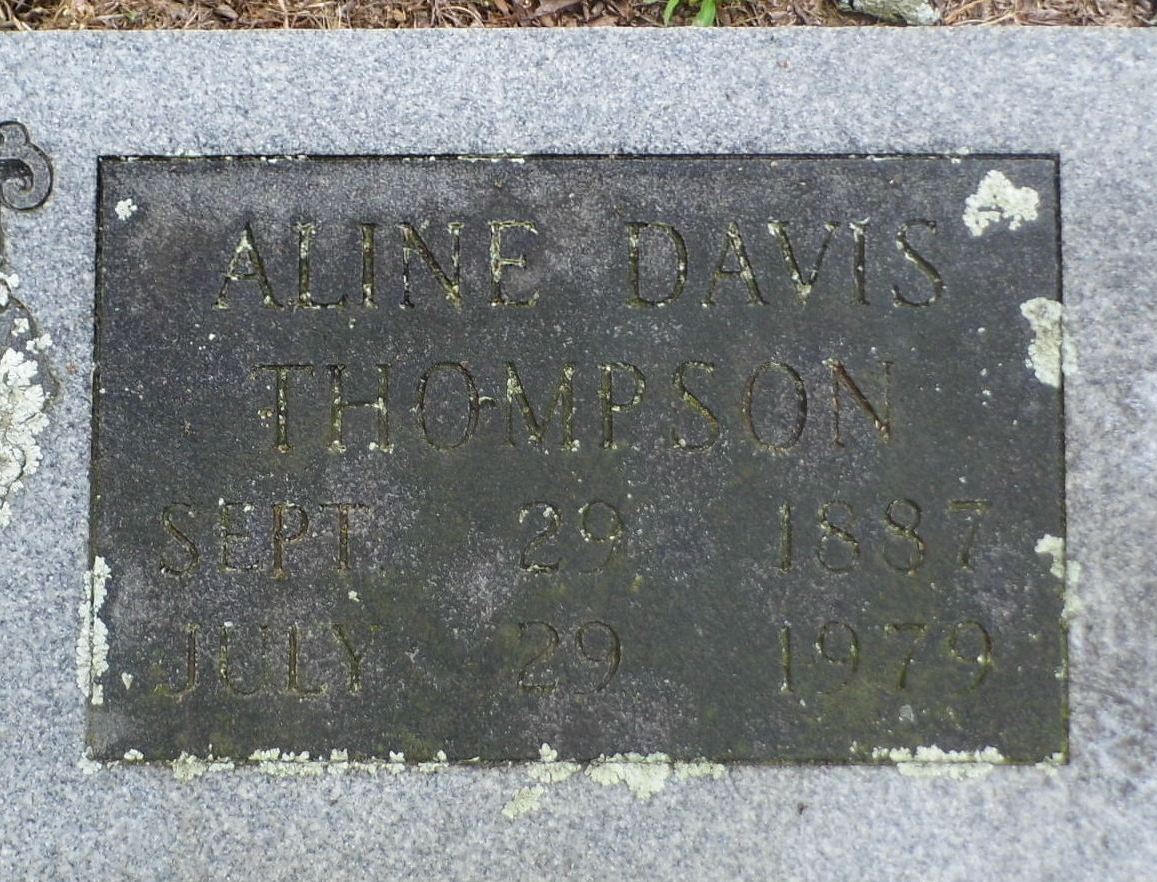 ALINE DAVIS
THOMPSON
SEPT. 29 1887
JULY 29 1979